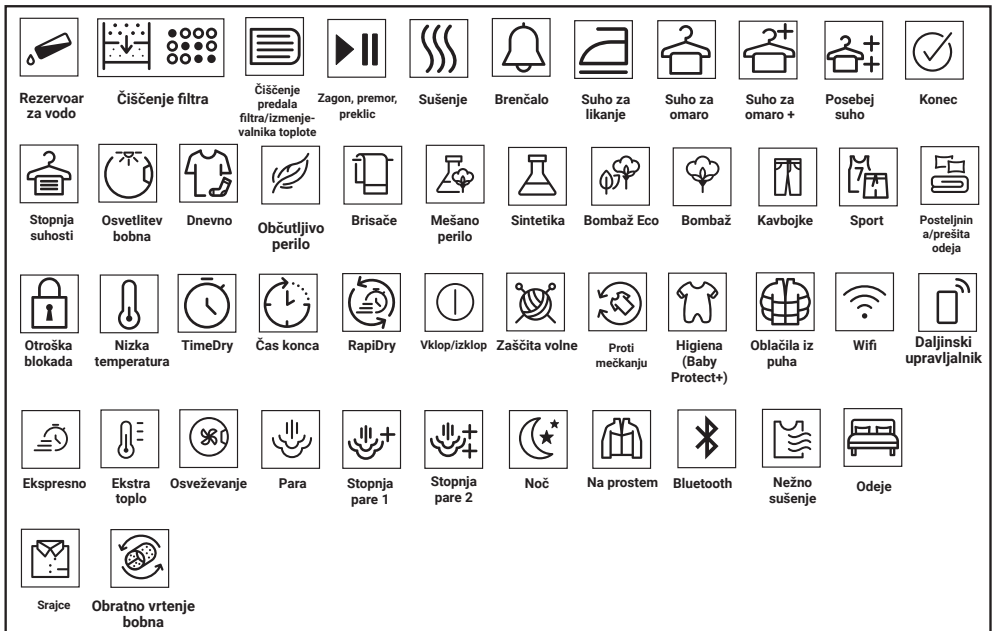 Rezervoar
za vodo
Čiščenje filtra
Čiščenje
predala
filtra/izmenje-
valnika toplote
Zagon, premor,
preklic
Sušenje
Brenčalo
Suho za
likanje
Suho za
omaro
Suho za
omaro +
Posebej
suho
Konec
Stopnja
suhosti
Osvetlitev
bobna
Dnevno
Občutljivo
perilo
Brisače
Mešano
perilo
Sintetika
Bombaž Eco
Bombaž
Kavbojke
7
Sport
Posteljnin
a/prešita
odeja
Otroška
blokada
Nizka
temperatura
TimeDry
Čas konca
RapiDry
Vklop/izklop
Zaščita volne
Proti
mečkanju
Higiena
(Baby
Protect+)
Oblačila iz
puha
Wifi
Daljinski
upravljalnik
Ekspresno
Ekstra
toplo
Osveževanje
Para
Stopnja
pare 1
Stopnja
pare 2
Noč
Na prostem
Bluetooth
Nežno
sušenje
Odeje
Srajce
Obratno vrtenje
bobna